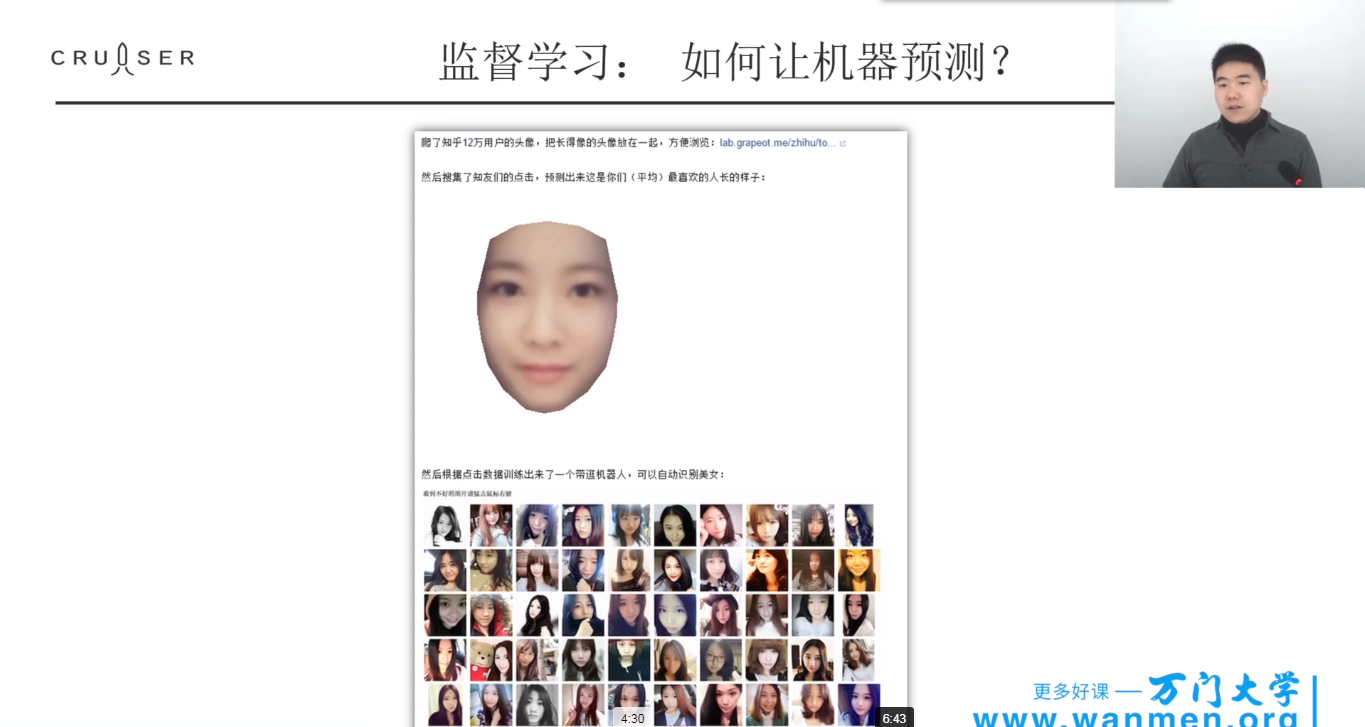 CRUISER
监督学习： 如何让机器预测?
爬了知乎12万用户的头像，把长得像的头像放在一起，方便浏览：lab.grapeot.me/zhihu/to...
然后搜集了知友们的点击，预测出来这是你们（平均）最喜欢的人长的样子：
然后根据点击数据训练出来了一个带逛机器人，可以自动识别美女：
看到不好的图片请猛击鼠标右键
4:30
6:43
更多好课 — 万门大学
www.wanmen.org